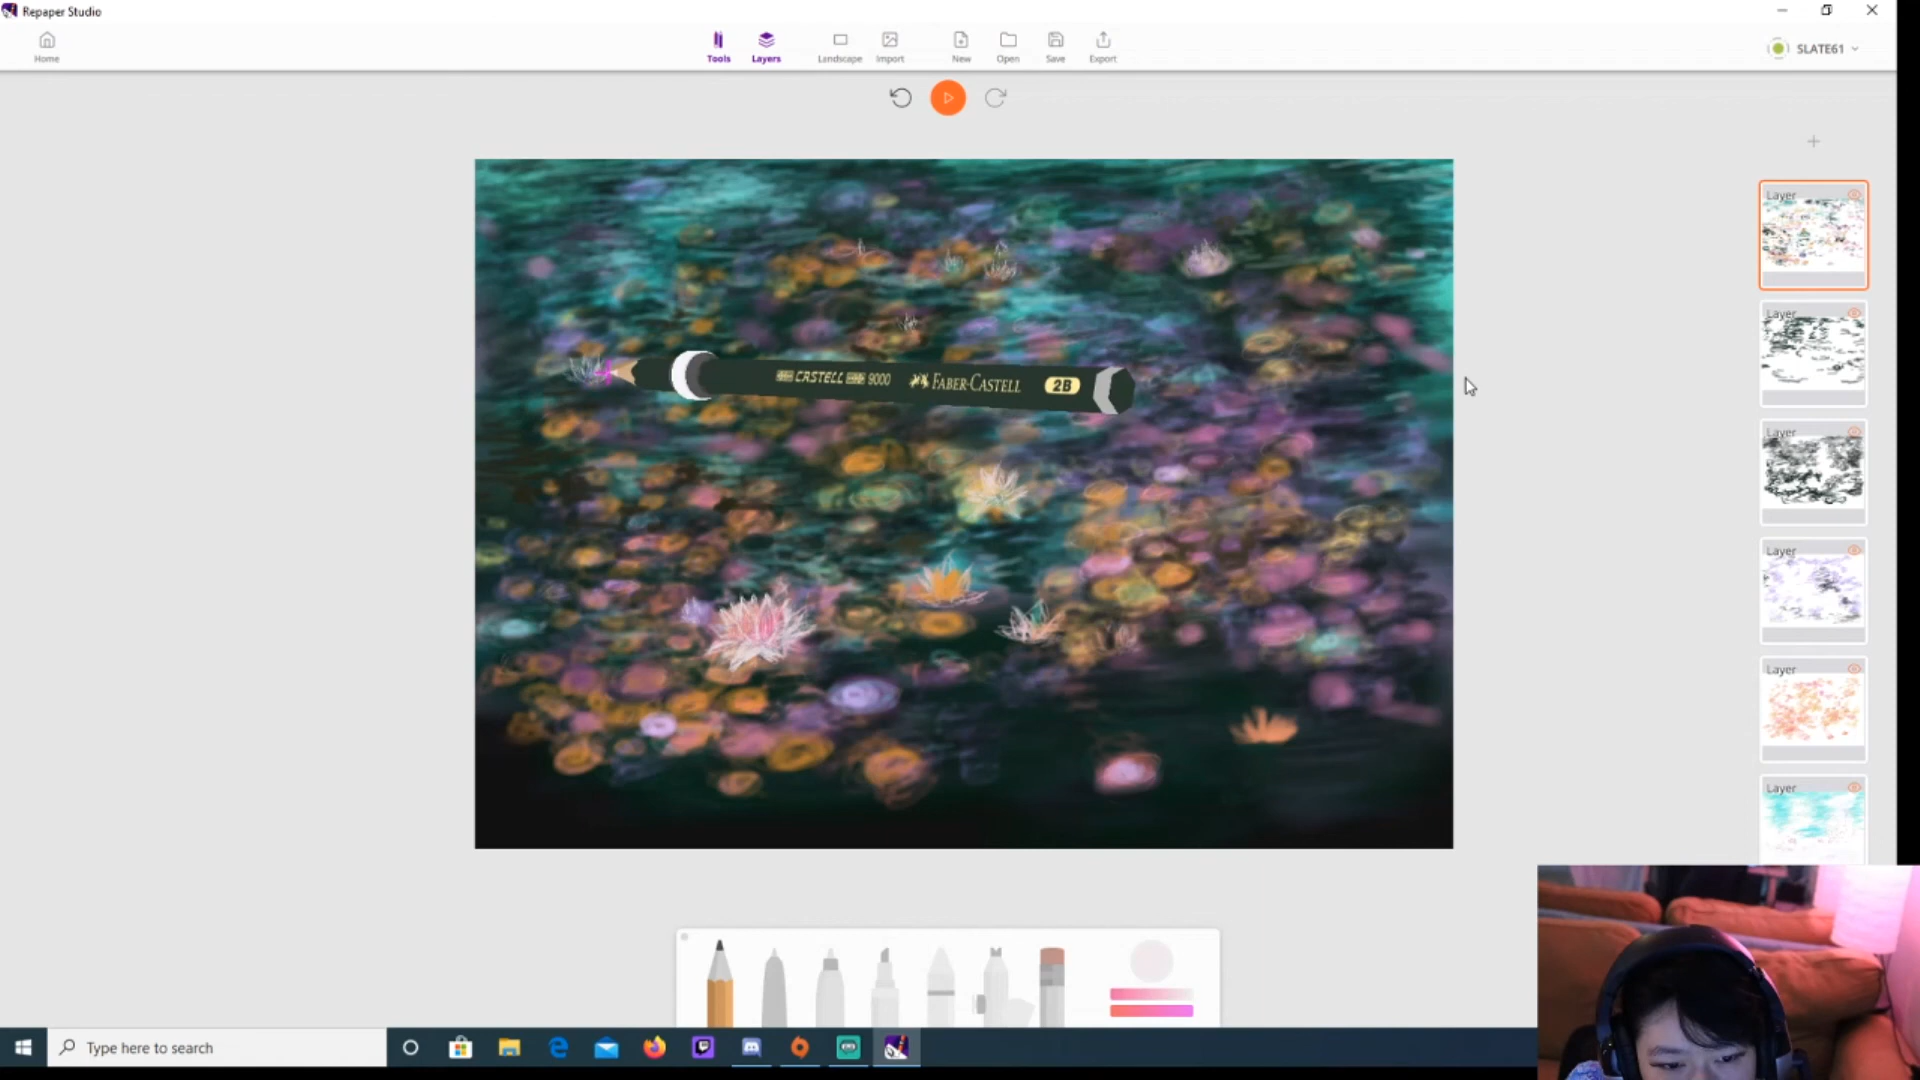 Repaper Studio
Home
Tools
Layers
Landscape
Import
New
Open
Save
Export
SLATE61
Layer
Layer
Layer
Layer
Layer
Layer
CASTELL 9000 FABER-CASTELL 2B
Type here to search